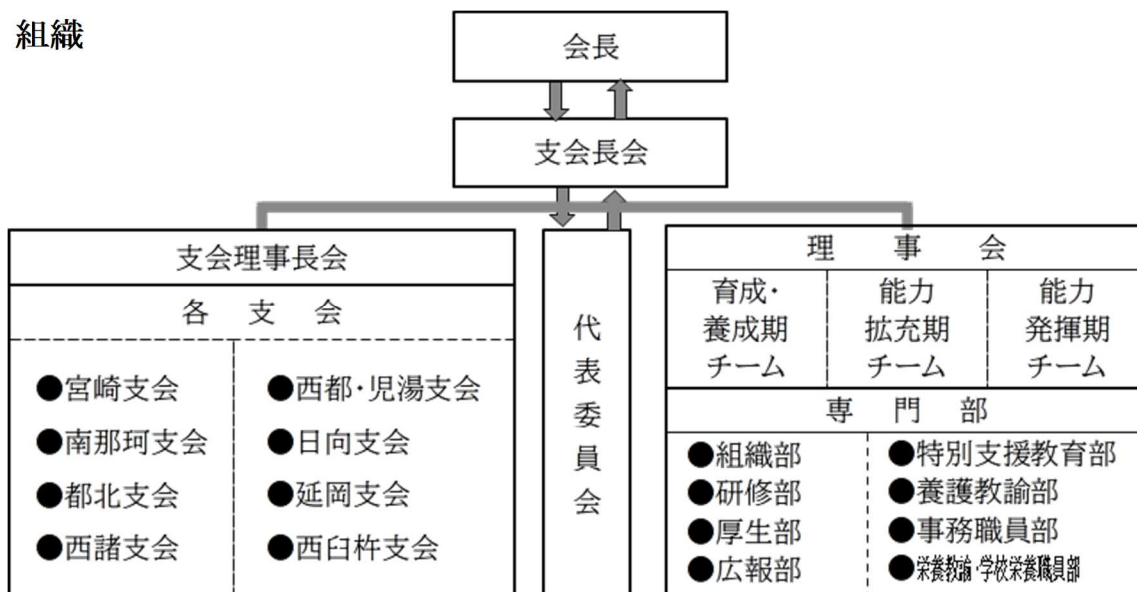 組織
会長
支会長会
支会理事長会
各支会
●宮崎支会
●南那珂支会
●都北支会
●西諸支会
●西都・児湯支会
●日向支会
●延岡支会
●西臼杵支会
代表委員会
理事会
育成・
養成期
チーム
能力
拡充期
チーム
能力
発揮期
チーム
専門部
●組織部
●研修部
●厚生部
●広報部
●特別支援教育部
●養護教諭部
●事務職員部
●栄養教諭・学校栄養職員部